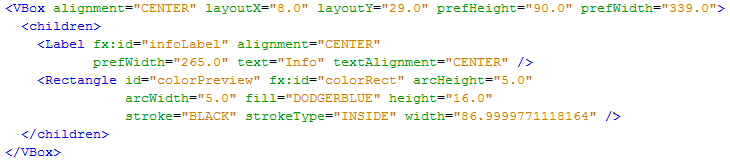 <VBox alignment="CENTER" layoutX="8.0" layoutY="29.0" prefHeight="90.0" prefWidth="339.0">
  <children>
    <Label fx:id="infoLabel" alignment="CENTER"
           prefWidth="265.0" text="Info" textAlignment="CENTER" />
    <Rectangle id="colorPreview" fx:id="colorRect" arcHeight="5.0"
               arcWidth="5.0" fill="DODGERBLUE" height="16.0"
               stroke="BLACK" strokeType="INSIDE" width="86.9999771118164" />
  </children>
</VBox>